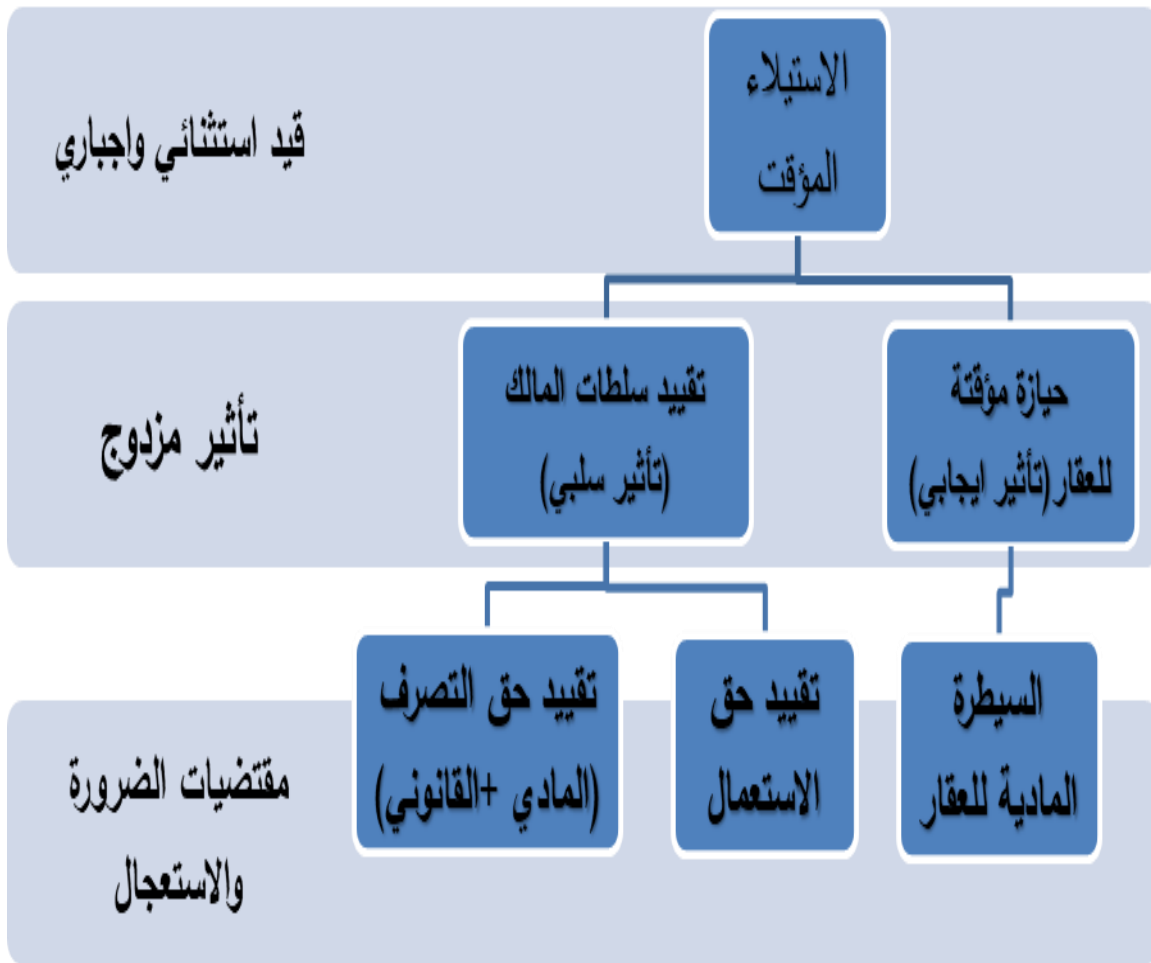 الاستيلاء
المؤقت
قيد استثنائي واجباري
حيازة مؤقتة
للعقار(تأثير ايجابي)
تقييد سلطات المالك
(تأثير سلبي)
تأثير مزدوج
السيطرة
المادية للعقار
تقييد حق
الاستعمال
تقييد حق التصرف
(المادي +القانوني)
مقتضيات الضرورة
والاستعجال